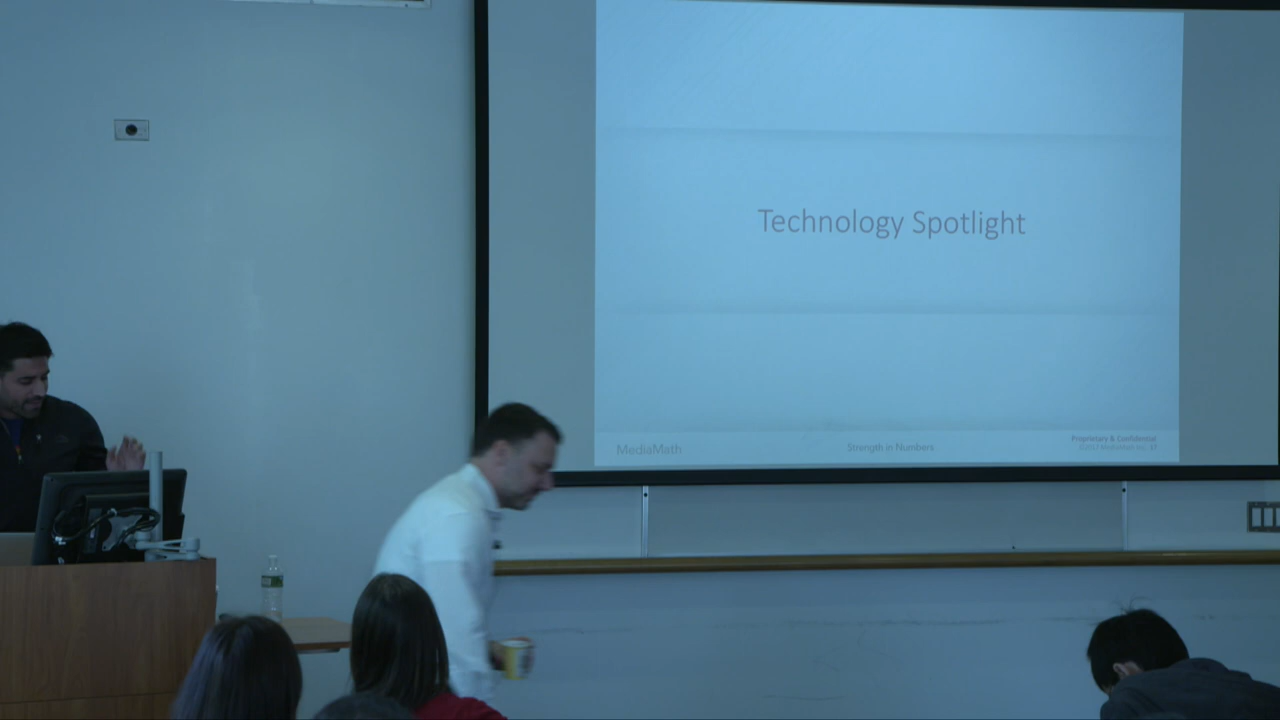 Technology Spotlight
MediaMath
Strength in Numbers
Proprietary & Confidential